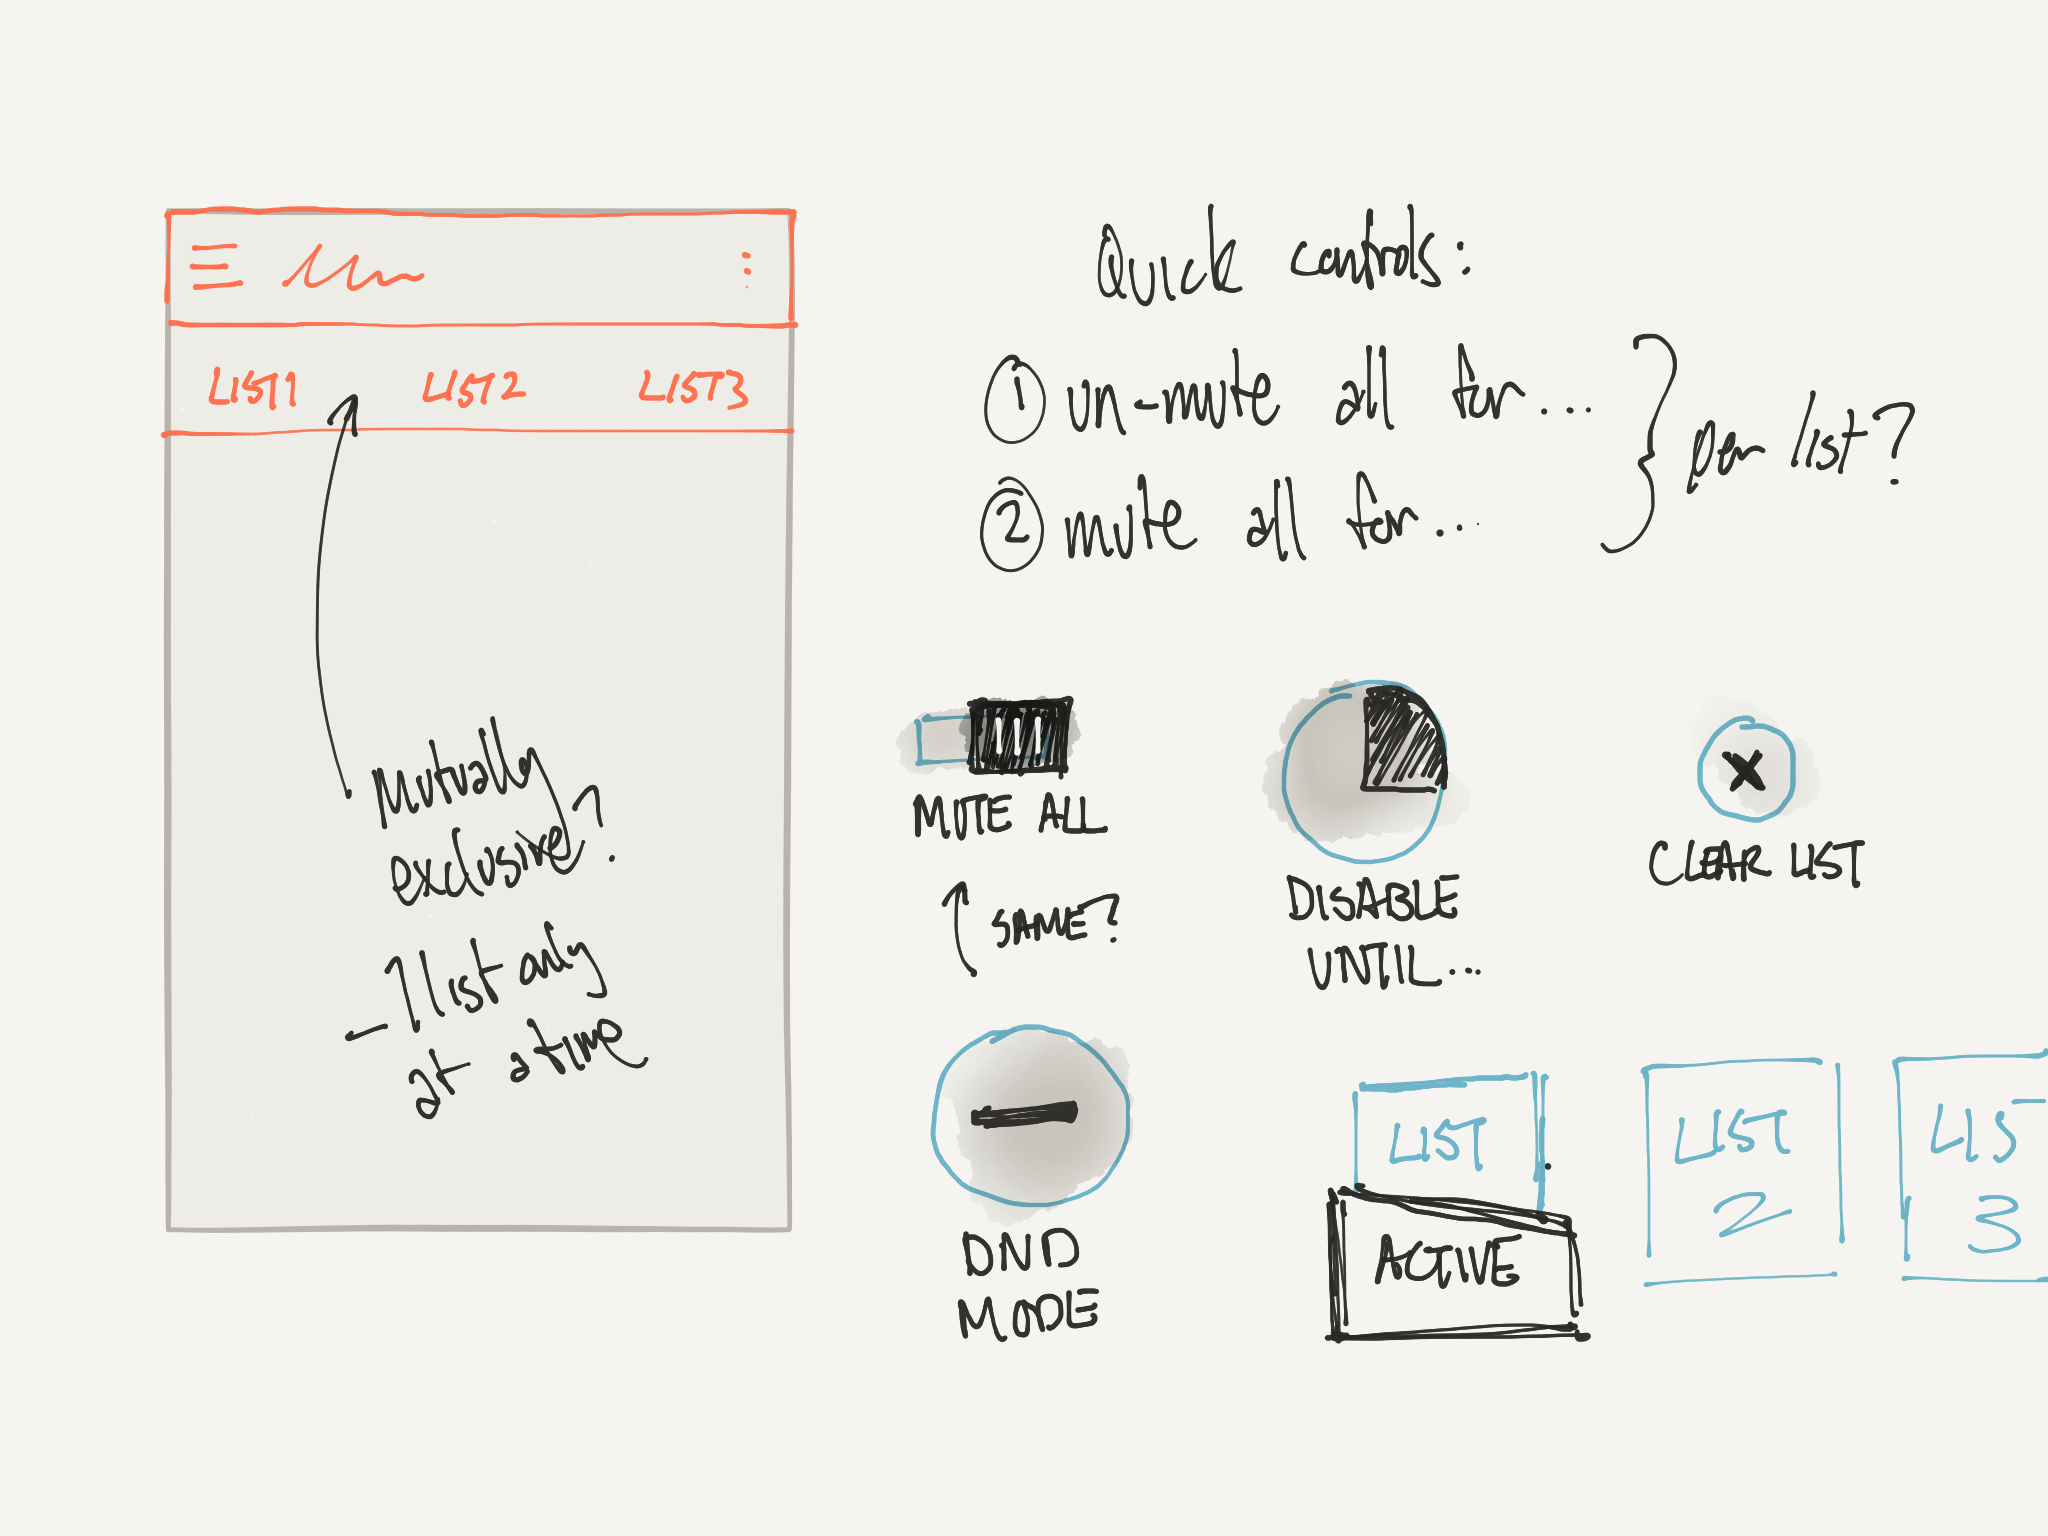 LIST1 LIST2 LIST3
Mutually
exclusive?
- 1 list only
at a time
Quick controls:
1 un-mute all for...
2 mute all for...
per list?
MUTE ALL
SAME?
DND
MODE
DISABLE
UNTIL...
CLEAR LIST
LIST
ACTIVE
LIST
2
LIST
3